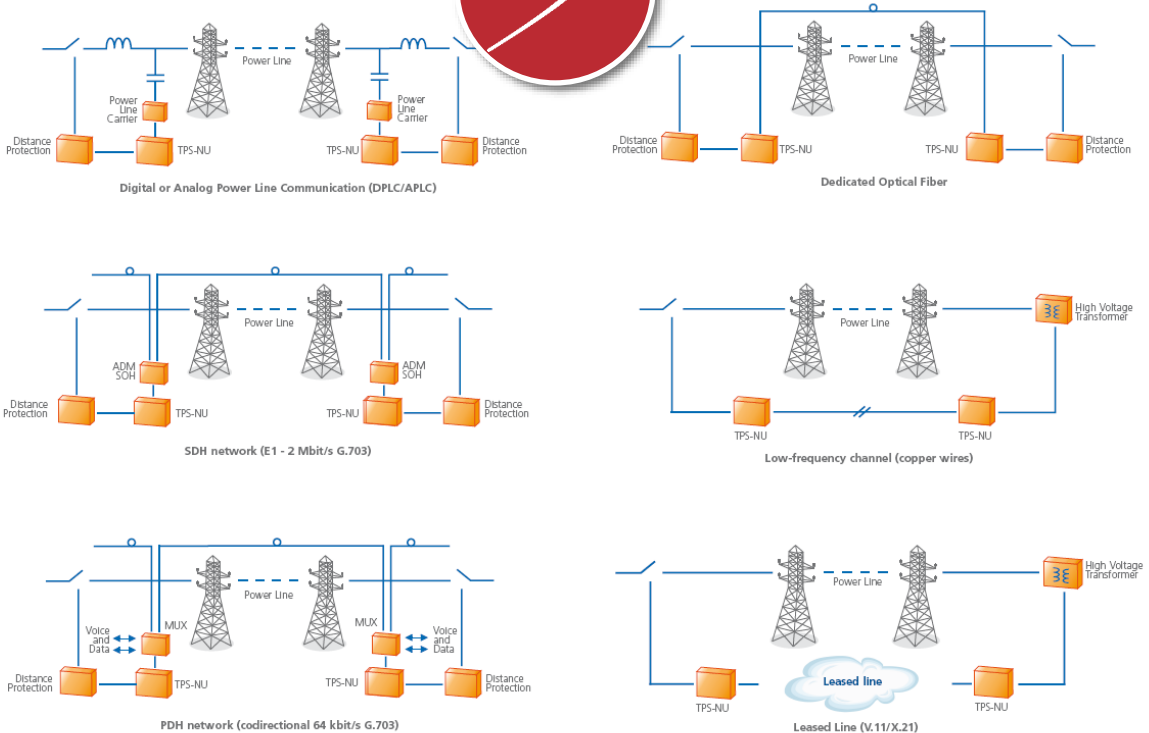 Power Line
Power
Line
Carrier
Power
Line
Carrier
Distance
Protection
TPS-NU
TPS-NU
Distance
Protection
Digital or Analog Power Line Communication (DPLC/APLC)
Power Line
Distance
Protection
TPS-NU
TPS-NU
Distance
Protection
Dedicated Optical Fiber
Power Line
ADM
SOH
ADM
SOH
Distance
Protection
TPS-NU
TPS-NU
Distance
Protection
SDH network (E1 - 2 Mbit/s G.703)
Power Line
High Voltage
Transformer
TPS-NU
TPS-NU
Low-frequency channel (copper wires)
Power Line
MUX
MUX
Voice
and
Data
Voice
and
Data
Distance
Protection
TPS-NU
TPS-NU
Distance
Protection
PDH network (codirectional 64 kbit/s G.703)
Power Line
High Voltage
Transformer
Leased line
TPS-NU
TPS-NU
Leased Line (V.11/X.21)